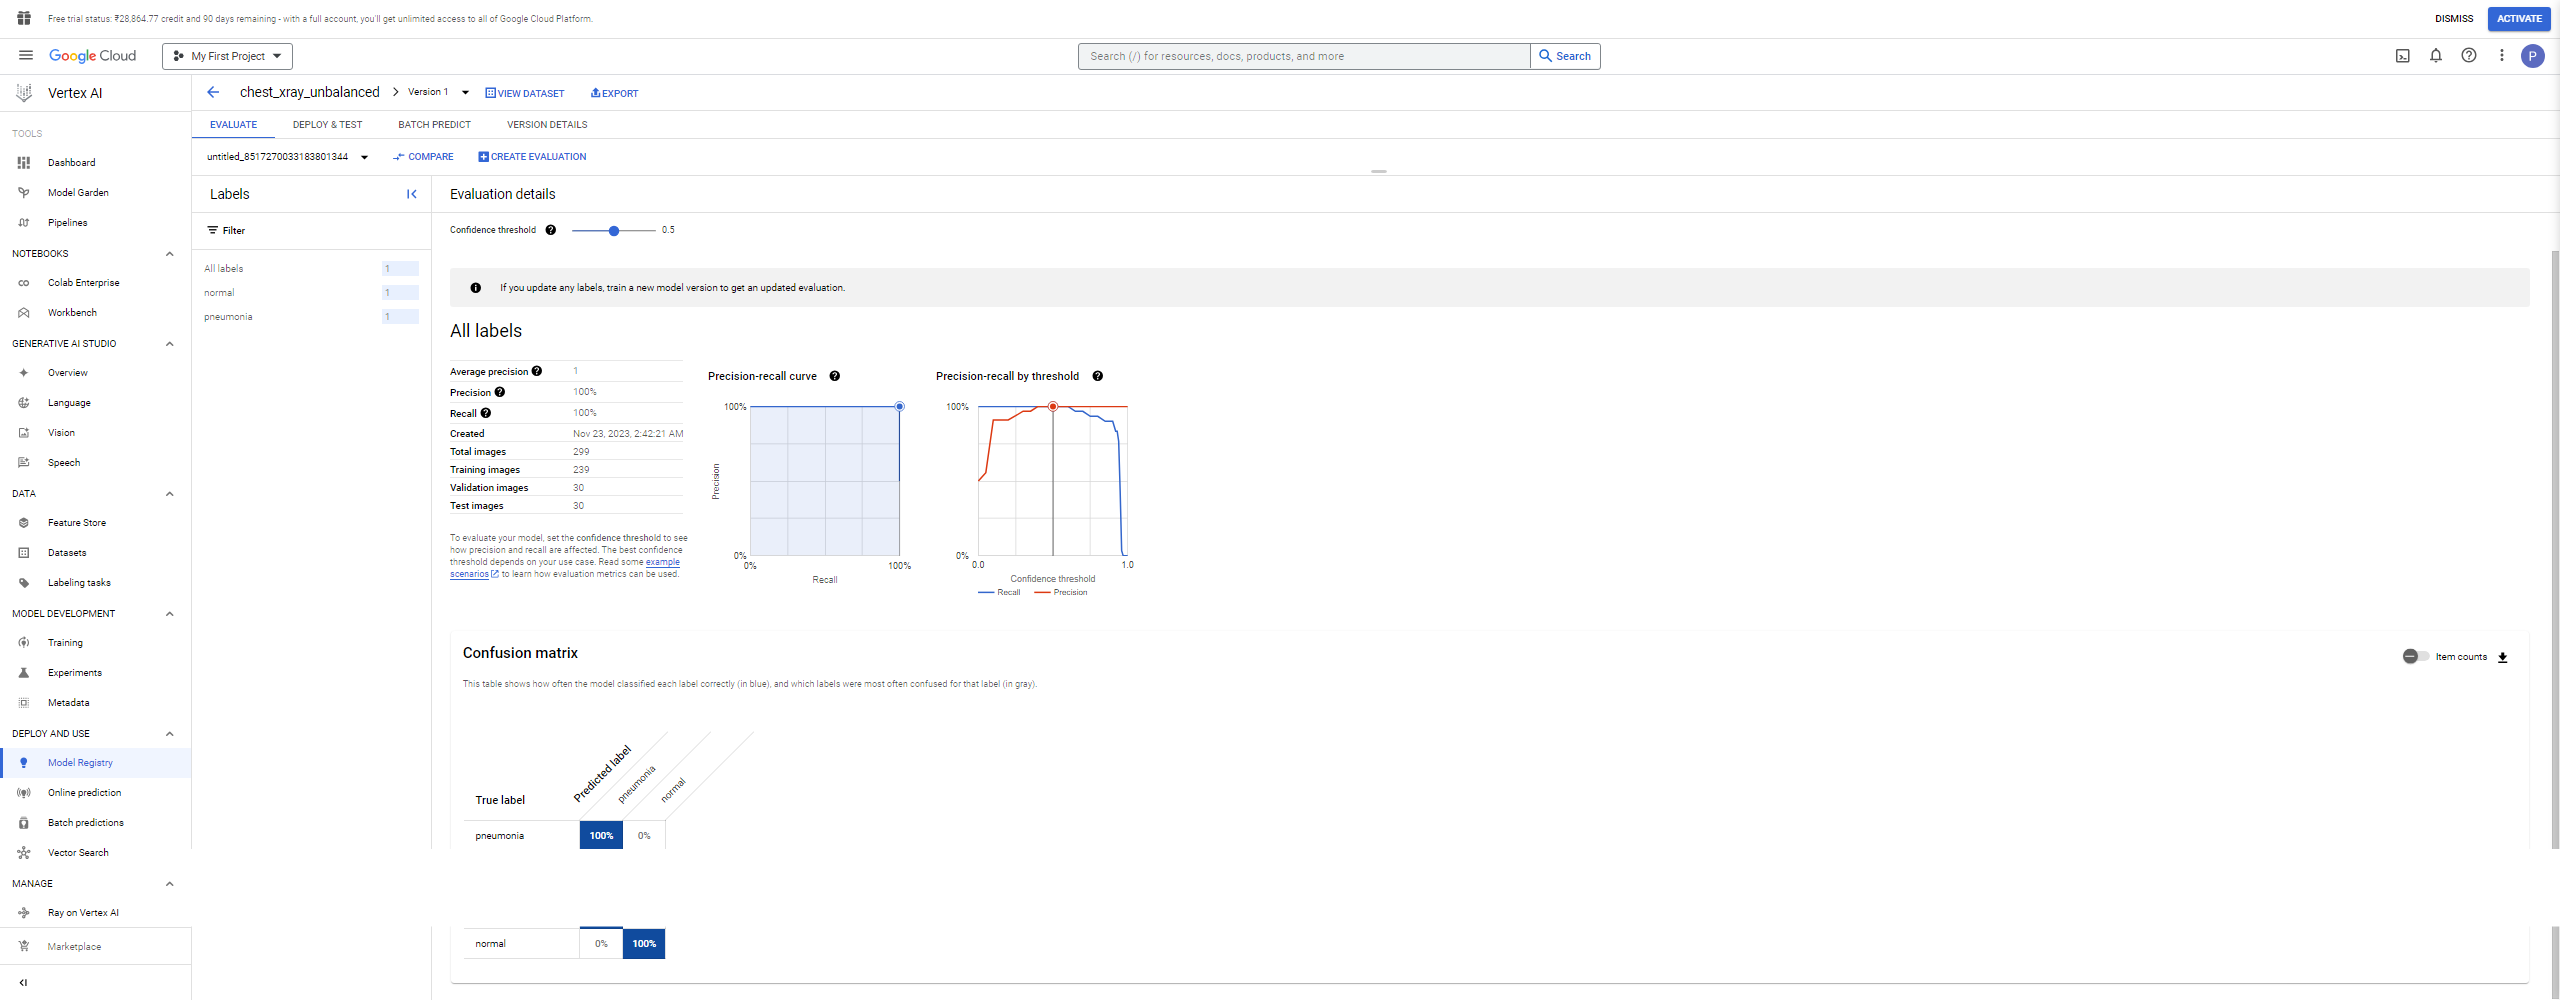 Free trial status: ₹28,864.77 credit and 90 days remaining - with a full account, you'll get unlimited access to all of Google Cloud Platform.
DISMISS
ACTIVATE
Google Cloud
My First Project
Search (/) for resources, docs, products, and more
Search
P
Vertex AI
chest_xray_unbalanced
Version 1
VIEW DATASET
EXPORT
TOOLS
Dashboard
Model Garden
Pipelines
NOTEBOOKS
Colab Enterprise
Workbench
GENERATIVE AI STUDIO
Overview
Language
Vision
Speech
DATA
Feature Store
Datasets
Labeling tasks
MODEL DEVELOPMENT
Training
Experiments
Metadata
DEPLOY AND USE
Model Registry
Online prediction
Batch predictions
Vector Search
MANAGE
Ray on Vertex AI
Marketplace
EVALUATE
DEPLOY & TEST
BATCH PREDICT
VERSION DETAILS
untitled_8517270033183801344
COMPARE
CREATE EVALUATION
Labels
Filter
All labels 1
normal 1
pneumonia 1
Evaluation details
Confidence threshold 0.5
If you update any labels, train a new model version to get an updated evaluation.
All labels
Average precision 1
Precision 100%
Recall 100%
Created Nov 23, 2023, 2:42:21 AM
Total images 299
Training images 239
Validation images 30
Test images 30
To evaluate your model, set the confidence threshold to see
how precision and recall are affected. The best confidence
threshold depends on your use case. Read some example
scenarios to learn how evaluation metrics can be used.
Precision-recall curve
100%
Precision
0%
0% 100%
Recall
Precision-recall by threshold
100%
0%
0.0 1.0
Confidence threshold
Recall Precision
Confusion matrix
Item counts
This table shows how often the model classified each label correctly (in blue), and which labels were most often confused for that label (in gray).
True label
Predicted label
pneumonia
normal
pneumonia 100% 0%
normal 0% 100%